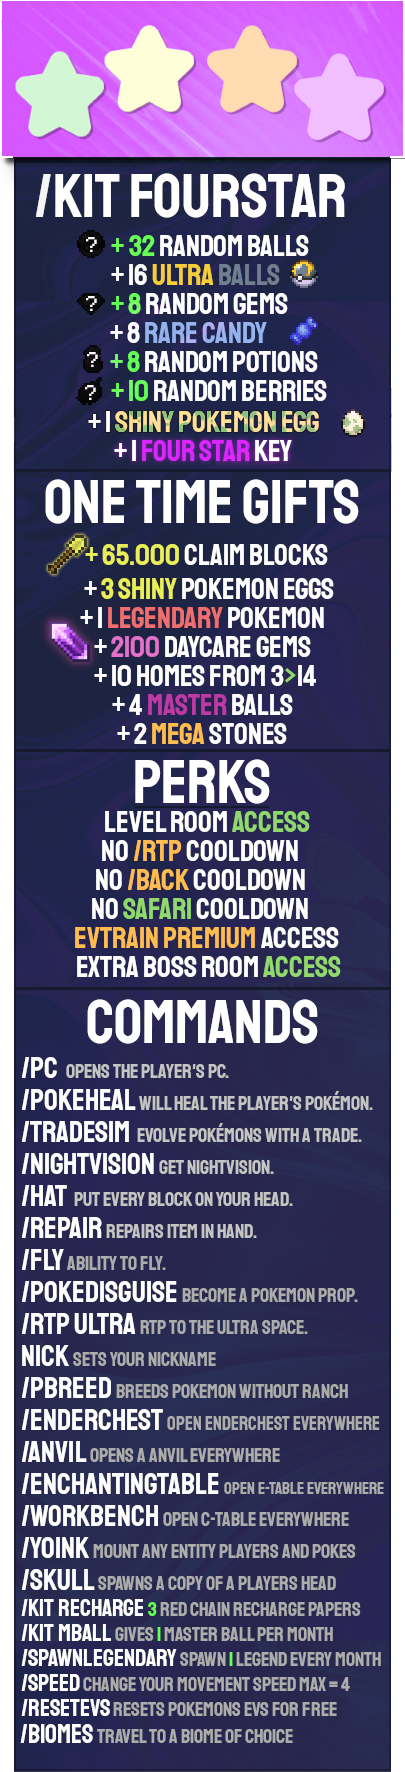 /KIT FOURSTAR
? + 32 RANDOM BALLS
+ 16 ULTRA BALLS
? + 8 RANDOM GEMS
+ 8 RARE CANDY
? + 8 RANDOM POTIONS
? + 10 RANDOM BERRIES
+ 1 SHINY POKEMON EGG
+ 1 FOUR STAR KEY
ONE TIME GIFTS
+ 65.000 CLAIM BLOCKS
+ 3 SHINY POKEMON EGGS
+ 1 LEGENDARY POKEMON
+ 2100 DAYCARE GEMS
+ 10 HOMES FROM 3>14
+ 4 MASTER BALLS
+ 2 MEGA STONES
PERKS
LEVEL ROOM ACCESS
NO /RTP COOLDOWN
NO /BACK COOLDOWN
NO SAFARI COOLDOWN
EVTRAIN PREMIUM ACCESS
EXTRA BOSS ROOM ACCESS
COMMANDS
/PC OPENS THE PLAYER'S PC.
/POKEHEAL WILL HEAL THE PLAYER'S POKÉMON.
/TRADESIM EVOLVE POKÉMONS WITH A TRADE.
/NIGHTVISION GET NIGHTVISION.
/HAT PUT EVERY BLOCK ON YOUR HEAD.
/REPAIR REPAIRS ITEM IN HAND.
/FLY ABILITY TO FLY.
/POKEDISGUISE BECOME A POKEMON PROP.
/RTP ULTRA RTP TO THE ULTRA SPACE.
NICK SETS YOUR NICKNAME
/PBREED BREEDS POKEMON WITHOUT RANCH
/ENDERCHEST OPEN ENDERCHEST EVERYWHERE
/ANVIL OPENS A ANVIL EVERYWHERE
/ENCHANTINGTABLE OPEN E-TABLE EVERYWHERE
/WORKBENCH OPEN C-TABLE EVERYWHERE
/YOINK MOUNT ANY ENTITY PLAYERS AND POKES
/SKULL SPAWNS A COPY OF A PLAYERS HEAD
/KIT RECHARGE 3 RED CHAIN RECHARGE PAPERS
/KIT MBALL GIVES 1 MASTER BALL PER MONTH
/SPAWNLEGENDARY SPAWN 1 LEGEND EVERY MONTH
/SPEED CHANGE YOUR MOVEMENT SPEED MAX = 4
/RESETEVS RESETS POKEMONS EVS FOR FREE
/BIOMES TRAVEL TO A BIOME OF CHOICE